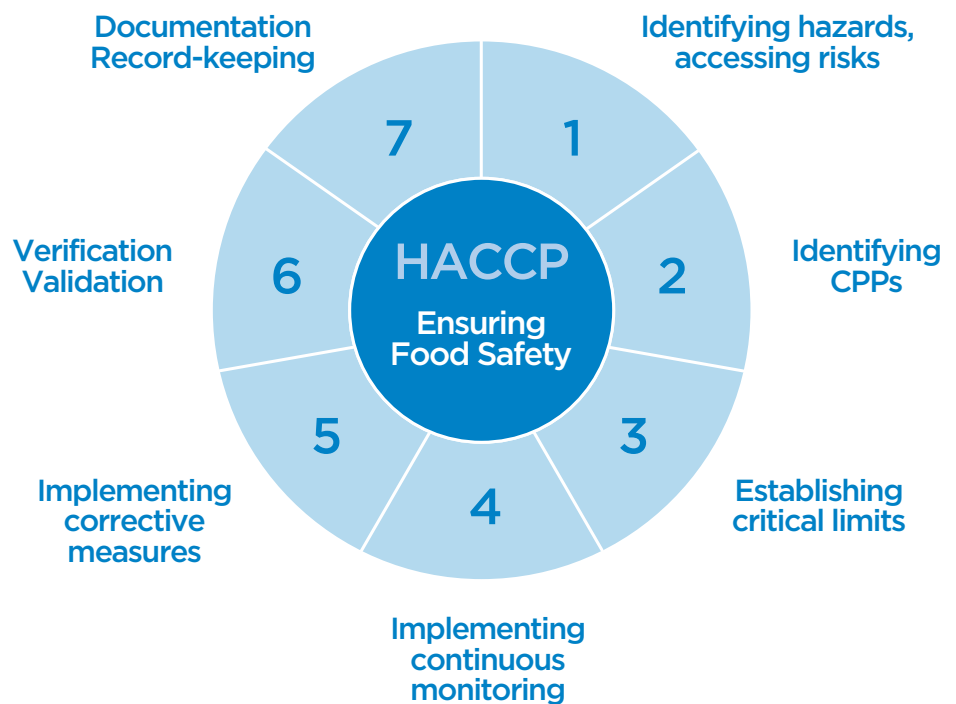 HACCP
Ensuring
Food Safety
1
Identifying hazards,
accessing risks
2
Identifying
CPPs
3
Establishing
critical limits
4
Implementing
continuous
monitoring
5
Implementing
corrective
measures
6
Verification
Validation
7
Documentation
Record-keeping